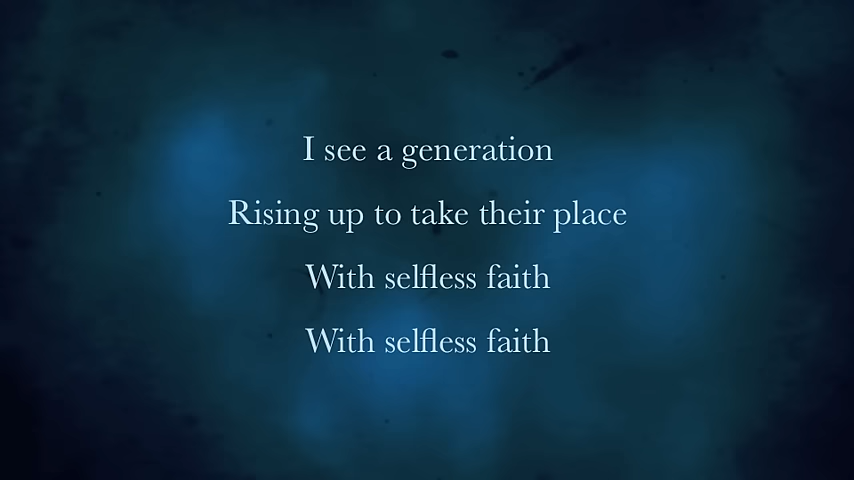 I see a generation
Rising up to take their place
With selfless faith
With selfless faith